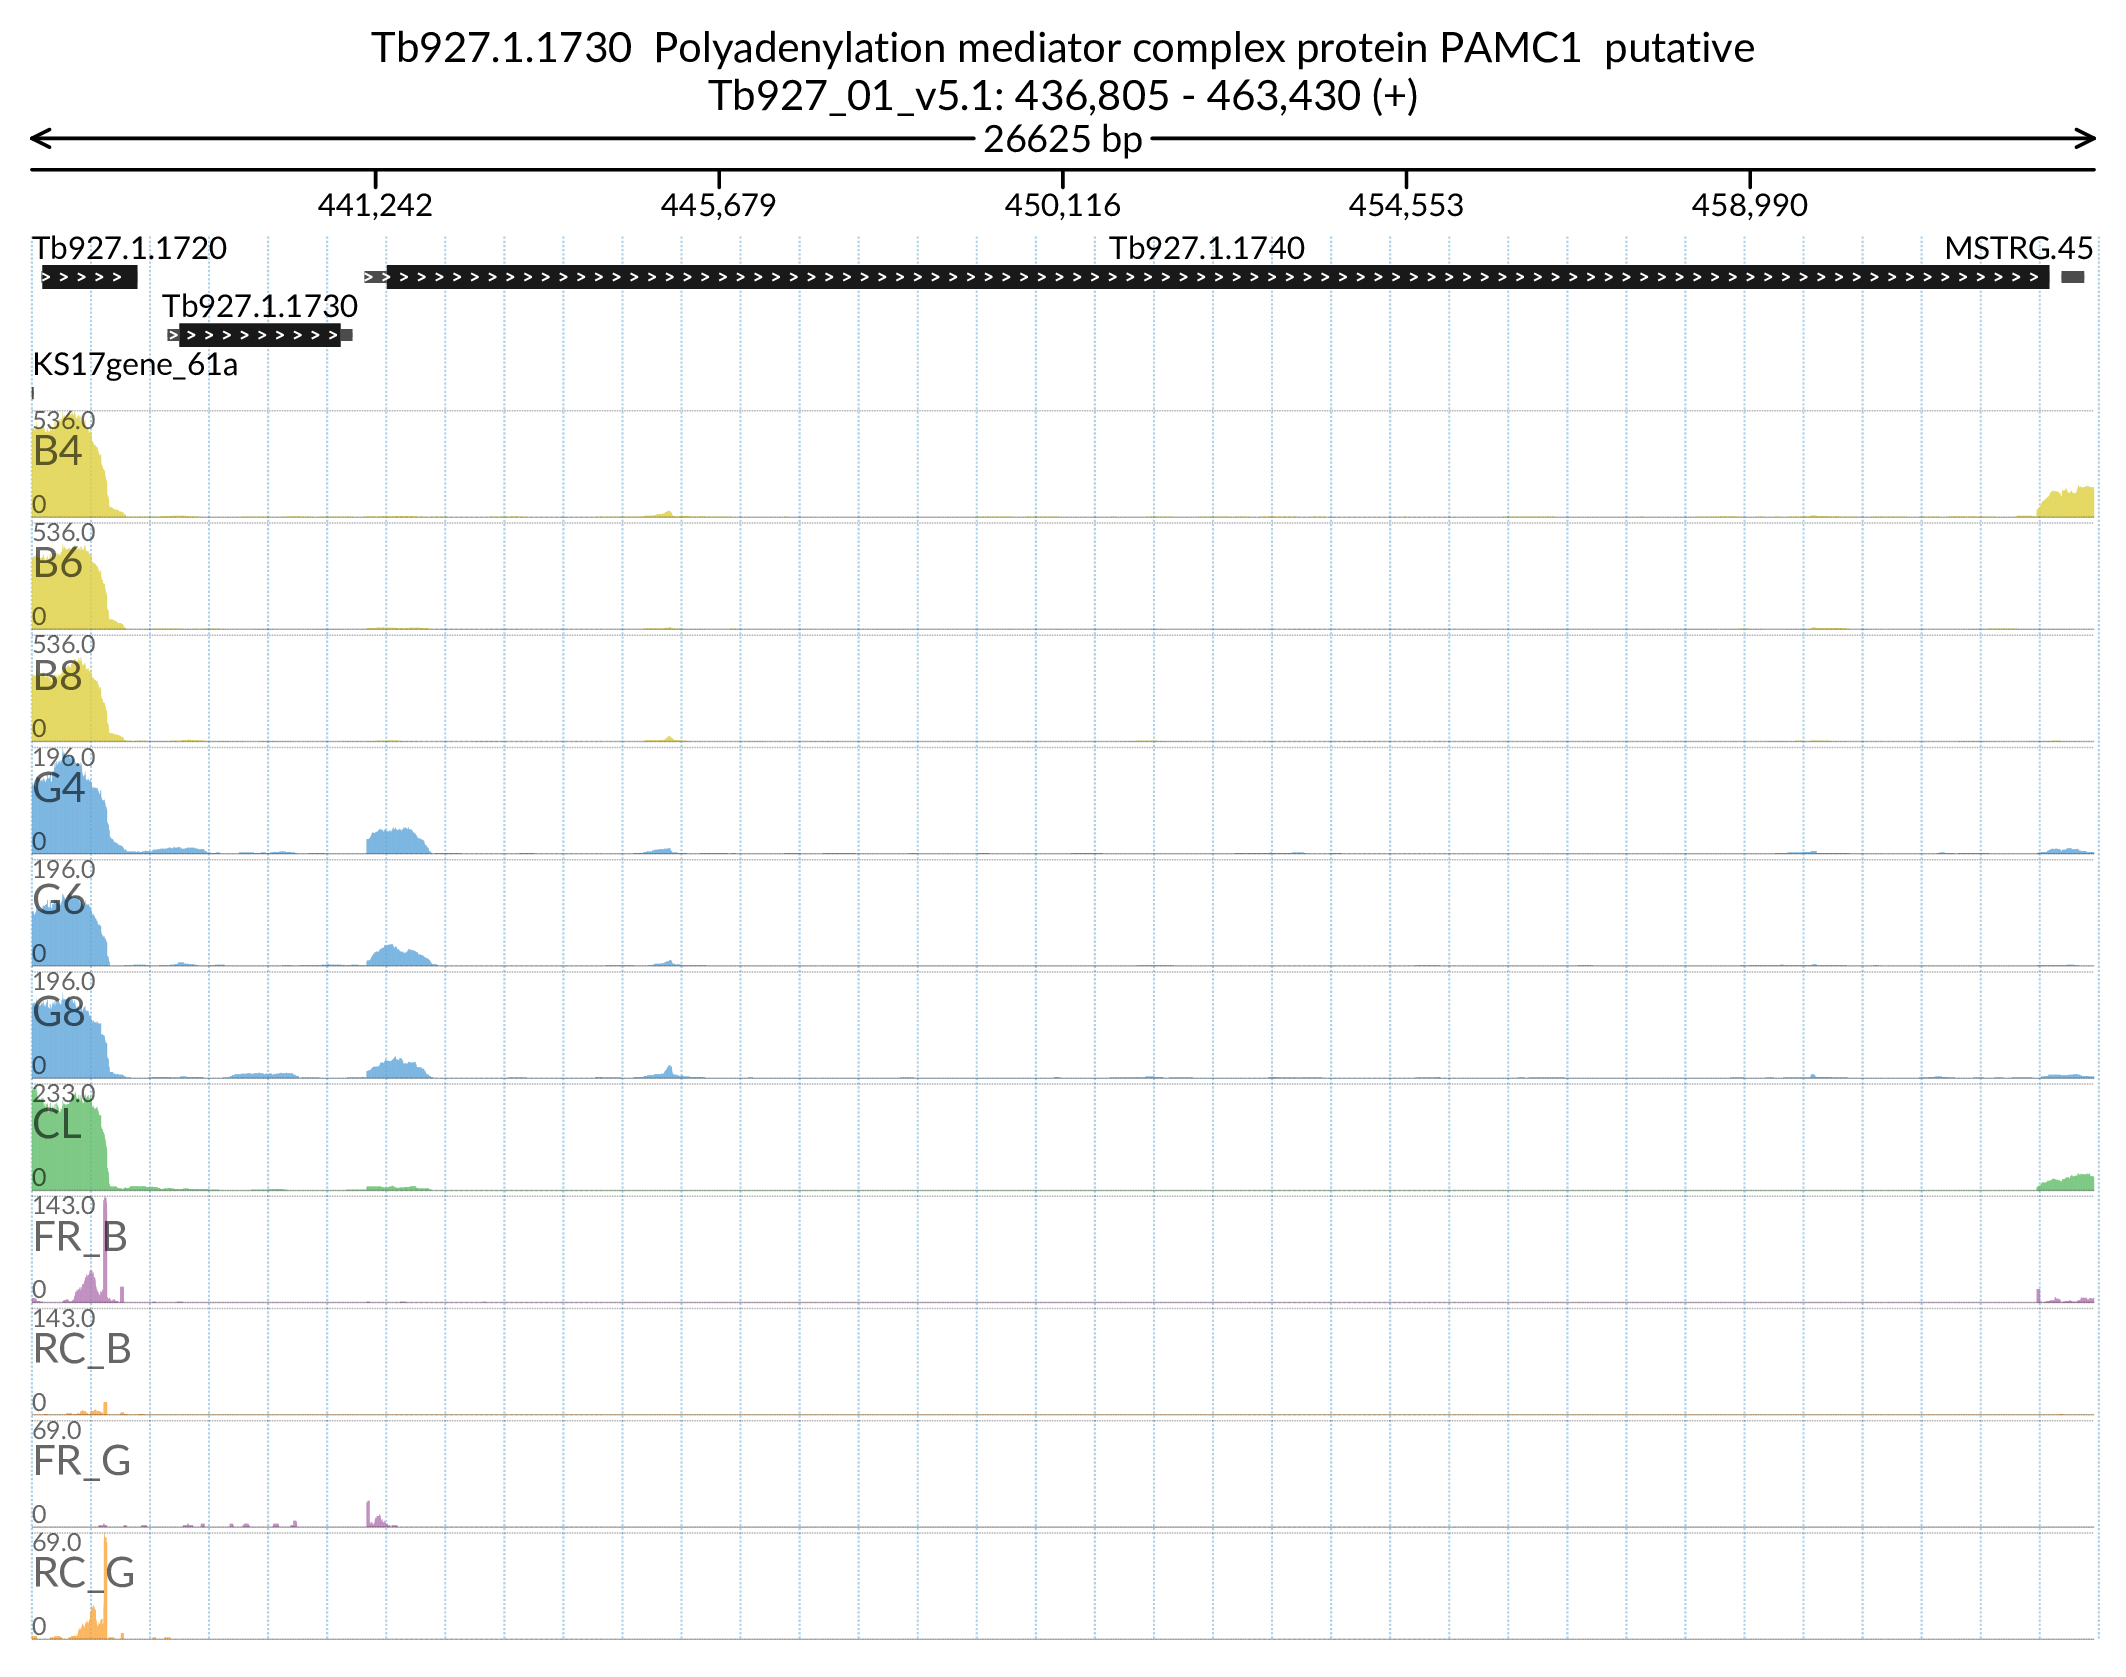 Tb927.1.1730  Polyadenylation mediator complex protein PAMC1  putative
Tb927_01_v5.1: 436,805 - 463,430 (+)
26625 bp
441,242 445,679 450,116 454,553 458,990
Tb927.1.1720 Tb927.1.1740 MSTRG.45
Tb927.1.1730
KS17gene_61a
536.0
B4
0
536.0
B6
0
536.0
B8
0
196.0
G4
0
196.0
G6
0
196.0
G8
0
233.0
CL
0
143.0
FR_B
0
143.0
RC_B
0
69.0
FR_G
0
69.0
RC_G
0